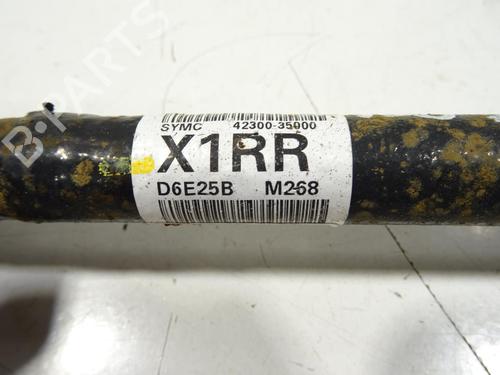 B-PARTS
SYMC 42300-35000
X1RR
D6E25B M268